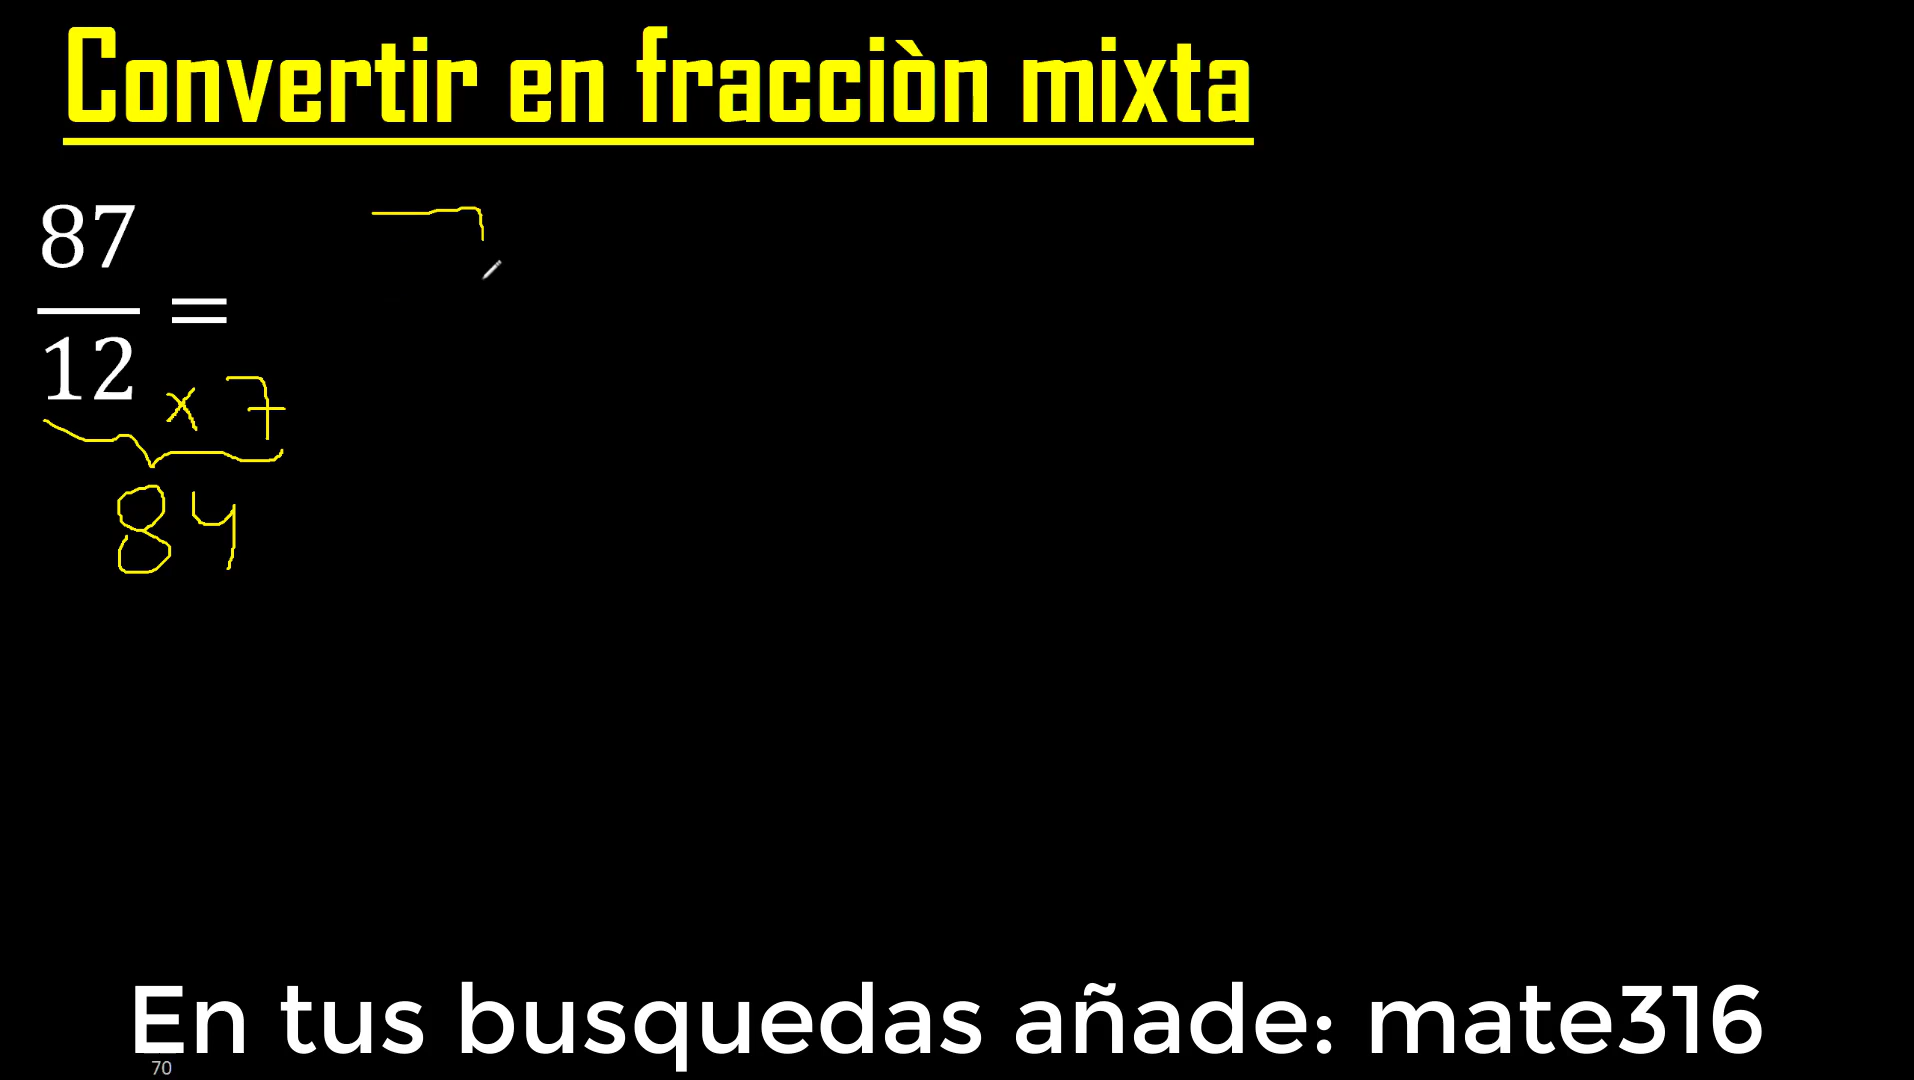 Convertir en fracciòn mixta
87
12
=
x 7
84
En tus busquedas añade: mate316
70